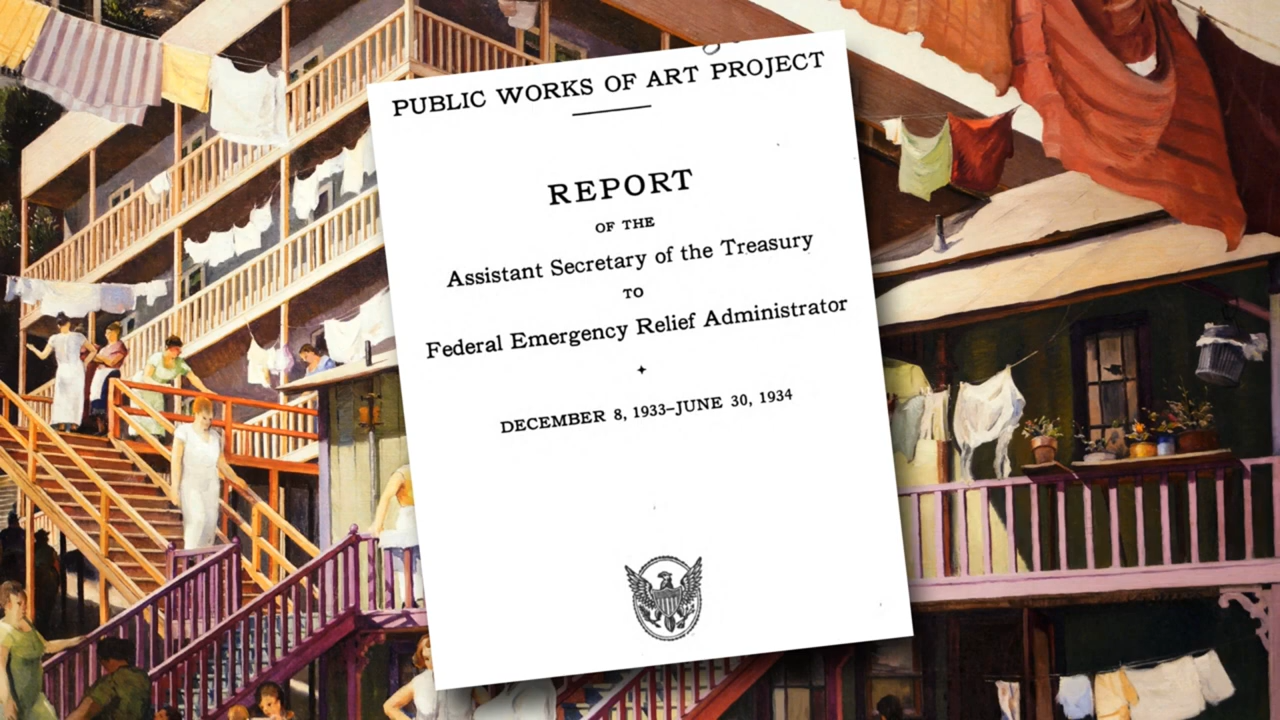 PUBLIC WORKS OF ART PROJECT
REPORT
OF THE
Assistant Secretary of the Treasury
TO
Federal Emergency Relief Administrator
DECEMBER 8, 1933–JUNE 30, 1934